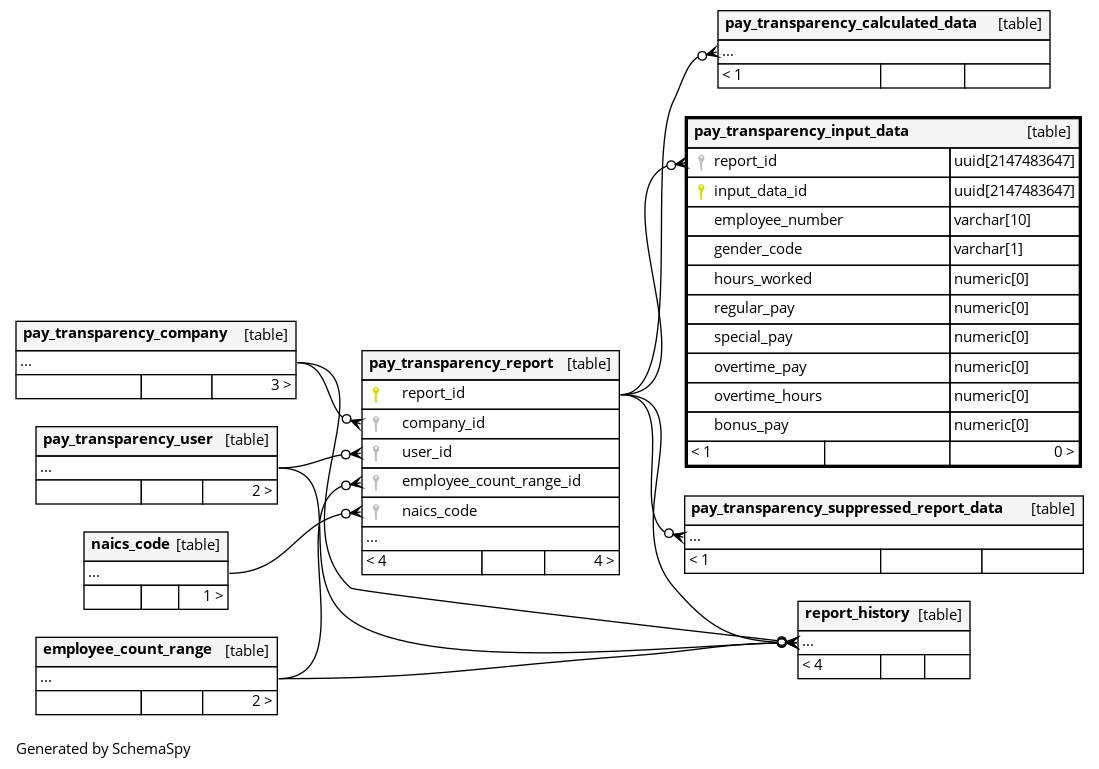 pay_transparency_calculated_data [table]
...
< 1
pay_transparency_input_data [table]
report_id uuid[2147483647]
input_data_id uuid[2147483647]
employee_number varchar[10]
gender_code varchar[1]
hours_worked numeric[0]
regular_pay numeric[0]
special_pay numeric[0]
overtime_pay numeric[0]
overtime_hours numeric[0]
bonus_pay numeric[0]
< 1 0 >
pay_transparency_company [table]
...
3 >
pay_transparency_user [table]
...
2 >
naics_code [table]
...
1 >
employee_count_range [table]
...
2 >
pay_transparency_report [table]
report_id
company_id
user_id
employee_count_range_id
naics_code
...
< 4 4 >
pay_transparency_suppressed_report_data [table]
...
< 1
report_history [table]
...
< 4
Generated by SchemaSpy